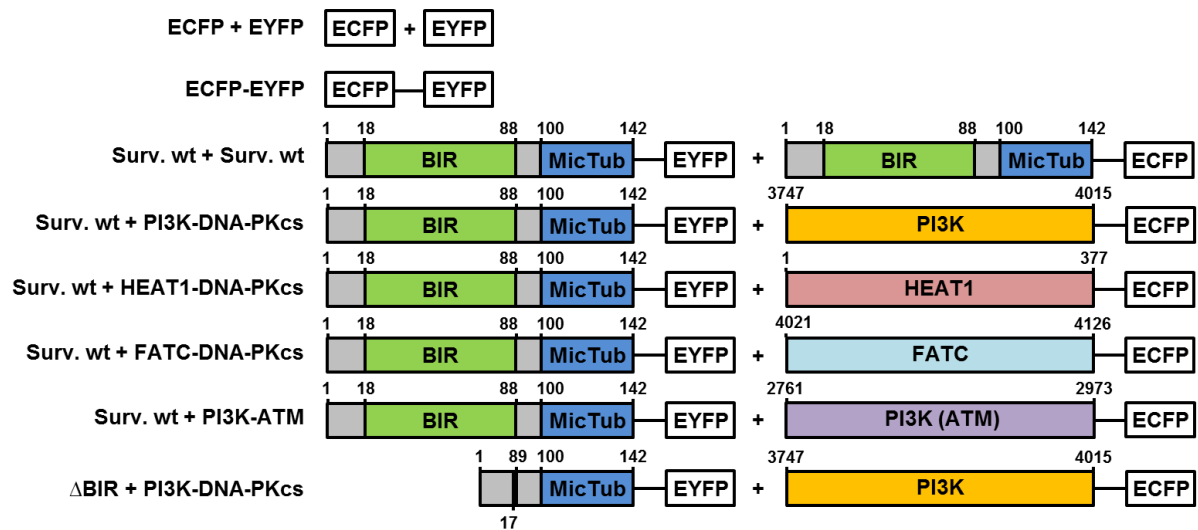 ECFP + EYFP ECFP + EYFP
ECFP-EYFP ECFP EYFP
1 18 88 100 142 1 18 88 100 142
Surv. wt + Surv. wt BIR MicTub EYFP + BIR MicTub ECFP
1 18 88 100 142 3747 4015
Surv. wt + PI3K-DNA-PKcs BIR MicTub EYFP + PI3K ECFP
1 18 88 100 142 1 377
Surv. wt + HEAT1-DNA-PKcs BIR MicTub EYFP + HEAT1 ECFP
1 18 88 100 142 4021 4126
Surv. wt + FATC-DNA-PKcs BIR MicTub EYFP + FATC ECFP
1 18 88 100 142 2761 2973
Surv. wt + PI3K-ATM BIR MicTub EYFP + PI3K (ATM) ECFP
1 89 100 142 3747 4015
ΔBIR + PI3K-DNA-PKcs MicTub EYFP + PI3K ECFP
17